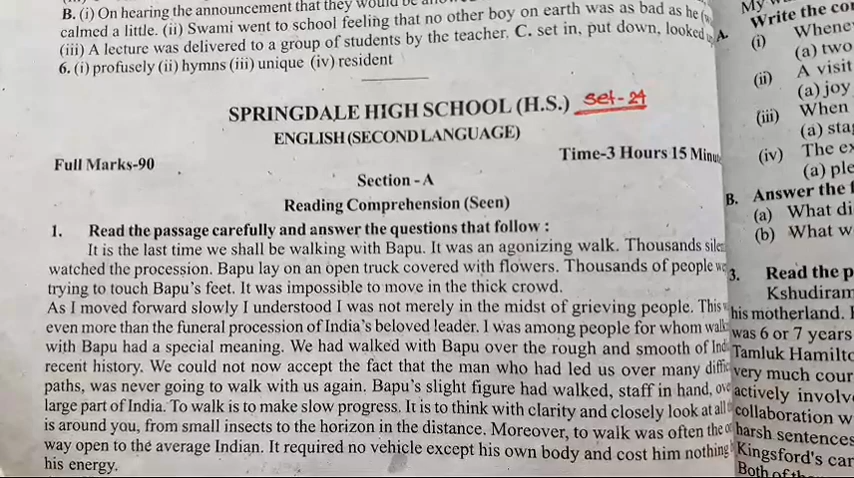 B. (i) On hearing the announcement that they would be
calmed a little. (ii) Swami went to school feeling that no other boy on earth was as bad as he
(iii) A lecture was delivered to a group of students by the teacher. C. set in, put down, looked
6. (i) profusely (ii) hymns (iii) unique (iv) resident
SPRINGDALE HIGH SCHOOL (H.S.) Set-24
ENGLISH (SECOND LANGUAGE)
Full Marks-90 Time-3 Hours 15 Minu
Section - A
Reading Comprehension (Seen)
1. Read the passage carefully and answer the questions that follow :
It is the last time we shall be walking with Bapu. It was an agonizing walk. Thousands silen
watched the procession. Bapu lay on an open truck covered with flowers. Thousands of people we
trying to touch Bapu's feet. It was impossible to move in the thick crowd.
As I moved forward slowly I understood I was not merely in the midst of grieving people. This
even more than the funeral procession of India's beloved leader. I was among people for whom walk
with Bapu had a special meaning. We had walked with Bapu over the rough and smooth of Ind
recent history. We could not now accept the fact that the man who had led us over many diffic
paths, was never going to walk with us again. Bapu's slight figure had walked, staff in hand, ove
large part of India. To walk is to make slow progress. It is to think with clarity and closely look at all
is around you, from small insects to the horizon in the distance. Moreover, to walk was often the
way open to the average Indian. It required no vehicle except his own body and cost him nothing
his energy.
My
A. Write the co
(i) Whene
(a) two
(ii) A visit
(a) joy
(iii) When
(a) sta
(iv) The ex
(a) ple
B. Answer the
(a) What di
(b) What w
3. Read the p
Kshudiram
his motherland.
was 6 or 7 years
Tamluk Hamilto
very much cour
actively involv
collaboration w
harsh sentences
Kingsford's car
Both of